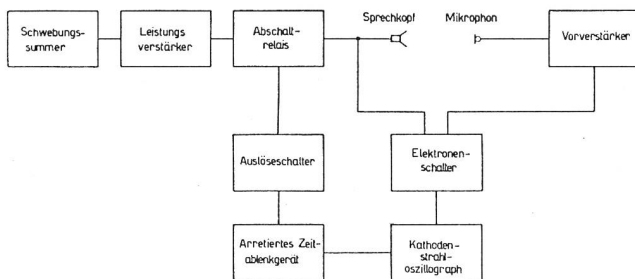 Schwebungs-
summer
Leistungs
verstärker
Abschalt-
relais
Sprechkopf
Mikrophon
Vorverstärker
Auslöseschalter
Elektronen-
schalter
Arretiertes Zeit-
ablenkgerät
Kathoden-
strahl-
oszillograph